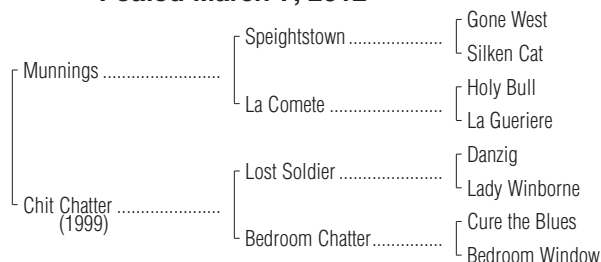 Foaled March 2012
Gone West
Speightstown ....................
Silken Cat
Munnings .........................
Holy Bull
La Comete ........................
La Gueriere
Danzig
Lost Soldier ......................
Lady Winborne
Chit Chatter ......................
(1999)
Cure the Blues
Bedroom Chatter...............
Bedroom Window